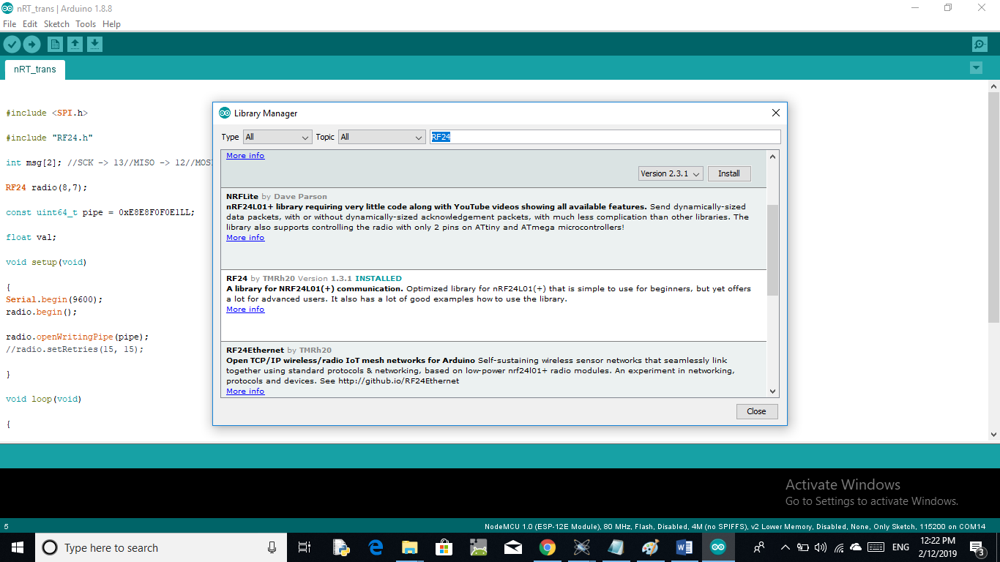 nRT_trans | Arduino 1.8.8
File Edit Sketch Tools Help
nRT_trans
#include <SPI.h>
#include "RF24.h"
int msg[2]; //SCK -> 13//MISO -> 12//MOS
RF24 radio(8,7);
const uint64_t pipe = 0xE8E8F0F0E1LL;
float val;
void setup(void)
{
Serial.begin(9600);
radio.begin();
radio.openWritingPipe(pipe);
//radio.setRetries(15, 15);
}
void loop(void)
{
Library Manager
Type All Topic All RF24
More info
Version 2.3.1 Install
NRFLite by Dave Parson
nRF24L01+ library requiring very little code along with YouTube videos showing all available features. Send dynamically-sized
data packets, with or without dynamically-sized acknowledgement packets, with much less complication than other libraries. The
library also supports controlling the radio with only 2 pins on ATtiny and ATmega microcontrollers!
More info
RF24 by TMRh20 Version 1.3.1 INSTALLED
A library for NRF24L01(+) communication. Optimized library for nRF24L01(+) that is simple to use for beginners, but yet offers
a lot for advanced users. It also has a lot of good examples how to use the library.
More info
RF24Ethernet by TMRh20
Open TCP/IP wireless/radio IoT mesh networks for Arduino Self-sustaining wireless sensor networks that seamlessly link
together using standard protocols & networking, based on low-power nrf24l01+ radio modules. An experiment in networking,
protocols and devices. See http://github.io/RF24Ethernet
More info
Close
Activate Windows
Go to Settings to activate Windows.
5 NodeMCU 1.0 (ESP-12E Module), 80 MHz, Flash, Disabled, 4M (no SPIFFS), v2 Lower Memory, Disabled, None, Only Sketch, 115200 on COM14
Type here to search
ENG
12:22 PM
2/12/2019
3